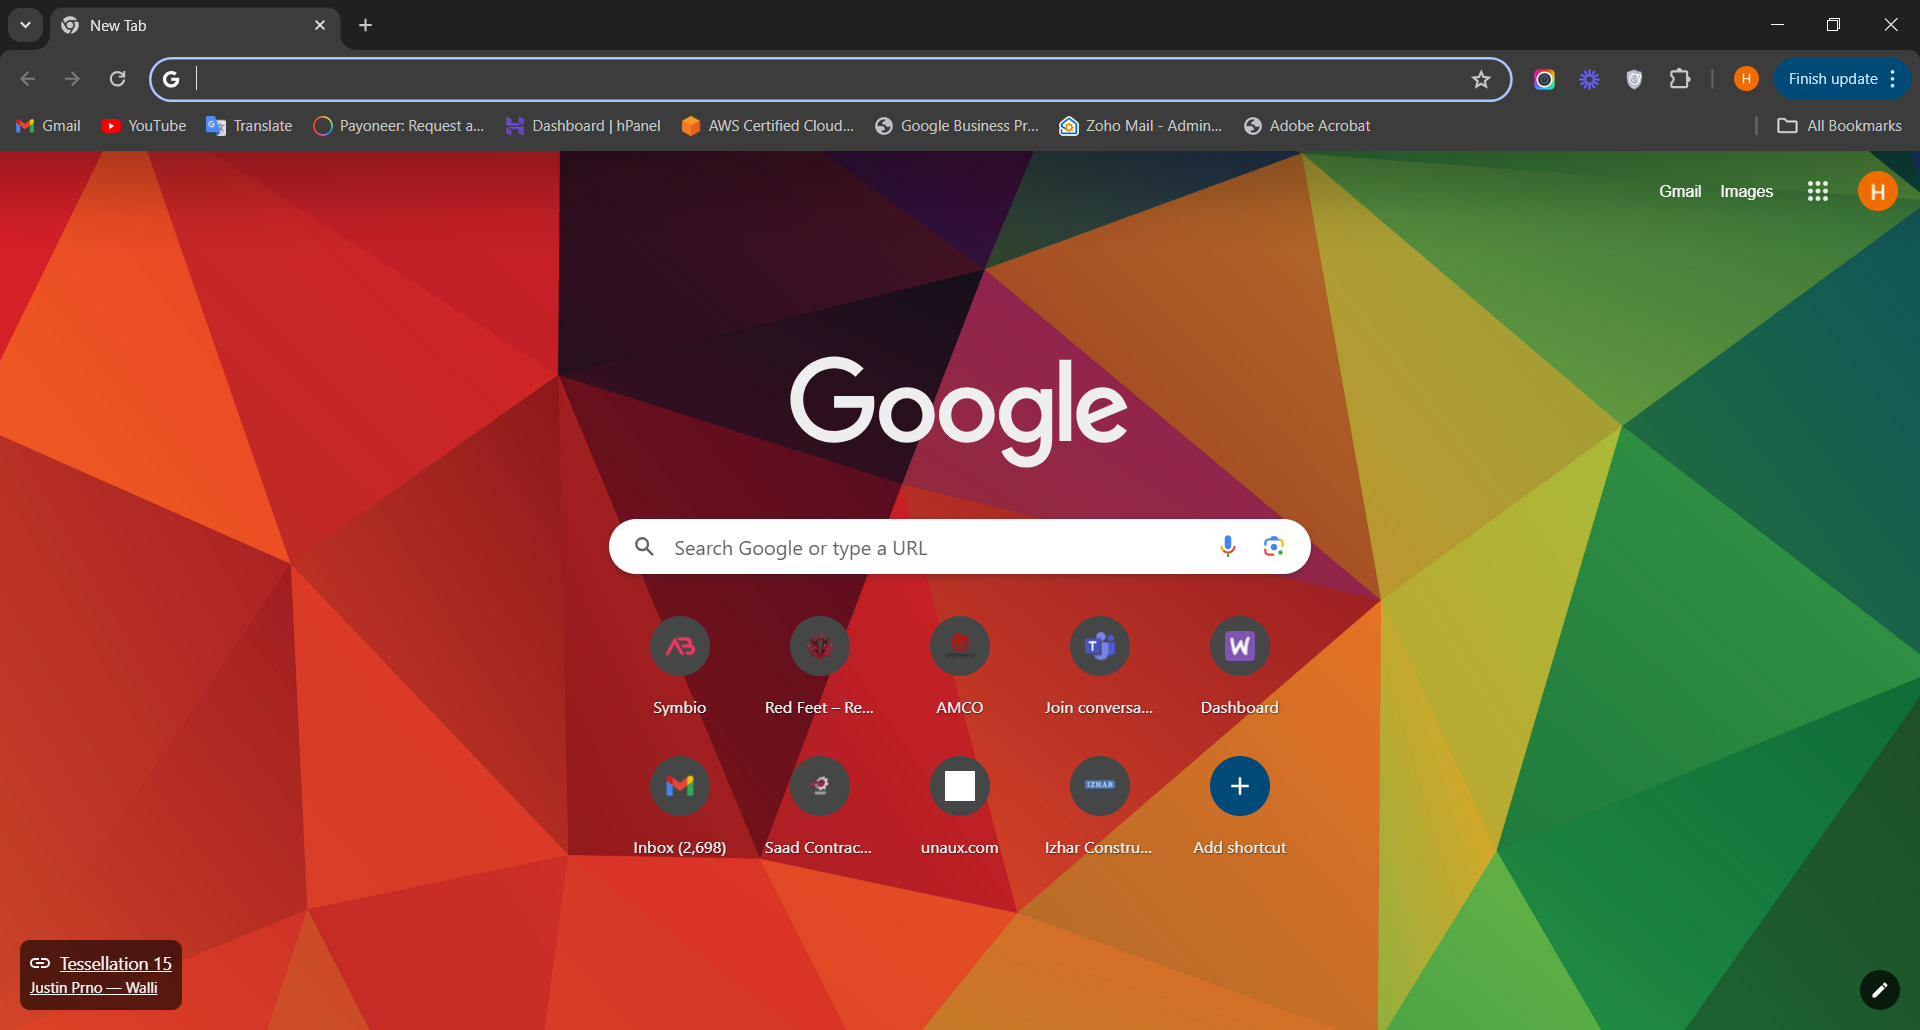 New Tab
Finish update
Gmail
YouTube
Translate
Payoneer: Request a...
Dashboard | hPanel
AWS Certified Cloud...
Google Business Pr...
Zoho Mail - Admin...
Adobe Acrobat
All Bookmarks
Gmail Images
H
Google
Search Google or type a URL
Symbio
Red Feet – Re...
AMCO
Join conversa...
Dashboard
Inbox (2,698)
Saad Contrac...
unaux.com
IZHAR
Izhar Constru...
Add shortcut
Tessellation 15
Justin Prno — Walli